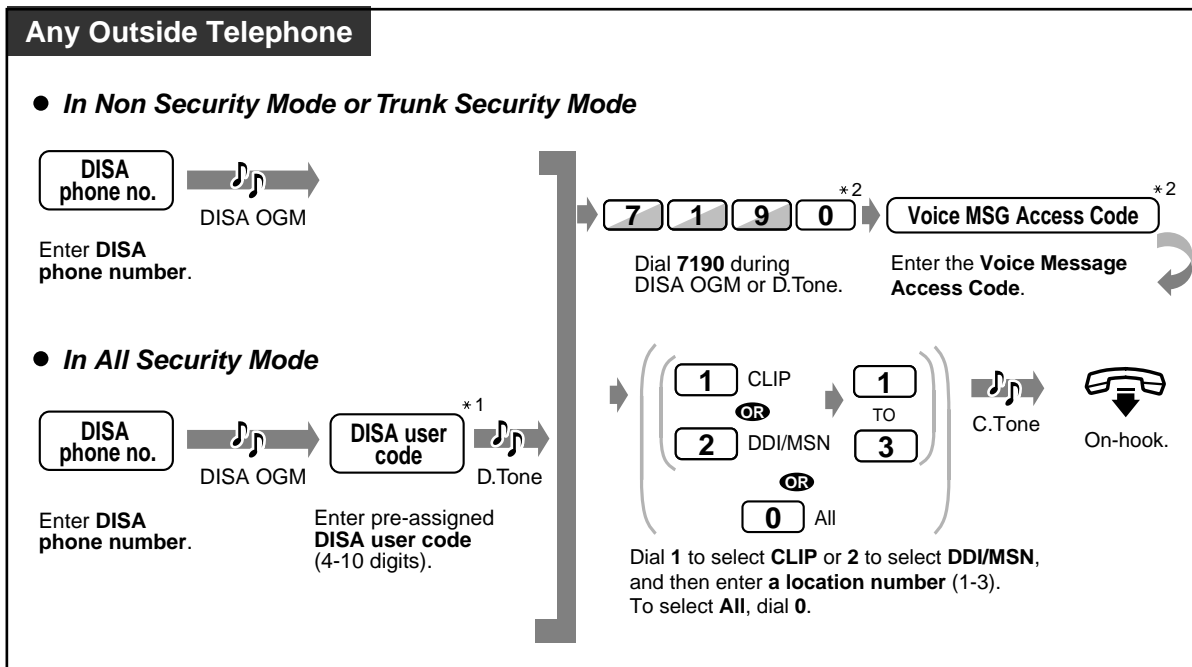 Any Outside Telephone
● In Non Security Mode or Trunk Security Mode
DISA
phone no.
DISA OGM
Enter DISA
phone number.
● In All Security Mode
DISA
phone no.
DISA OGM
Enter DISA
phone number.
DISA user
code
*1
D.Tone
Enter pre-assigned
DISA user code
(4-10 digits).
7 1 9 0 *2
Dial 7190 during
DISA OGM or D.Tone.
Voice MSG Access Code *2
Enter the Voice Message
Access Code.
1 CLIP
OR
2 DDI/MSN
1
TO
3
OR
0 All
C.Tone
On-hook.
Dial 1 to select CLIP or 2 to select DDI/MSN,
and then enter a location number (1-3).
To select All, dial 0.